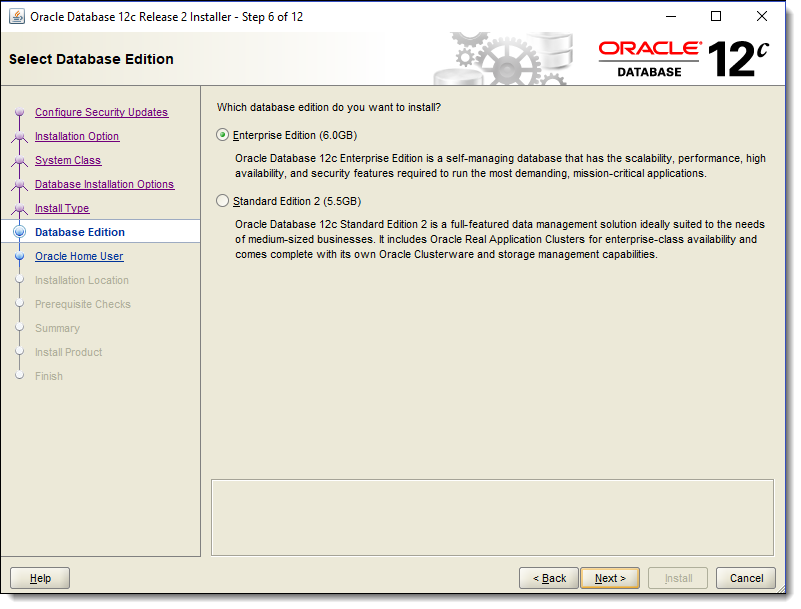 Oracle Database 12c Release 2 Installer - Step 6 of 12
Select Database Edition
ORACLE
DATABASE
12c
Configure Security Updates
Installation Option
System Class
Database Installation Options
Install Type
Database Edition
Oracle Home User
Installation Location
Prerequisite Checks
Summary
Install Product
Finish
Which database edition do you want to install?
Enterprise Edition (6.0GB)
Oracle Database 12c Enterprise Edition is a self-managing database that has the scalability, performance, high
availability, and security features required to run the most demanding, mission-critical applications.
Standard Edition 2 (5.5GB)
Oracle Database 12c Standard Edition 2 is a full-featured data management solution ideally suited to the needs
of medium-sized businesses. It includes Oracle Real Application Clusters for enterprise-class availability and
comes complete with its own Oracle Clusterware and storage management capabilities.
Help
< Back
Next >
Install
Cancel